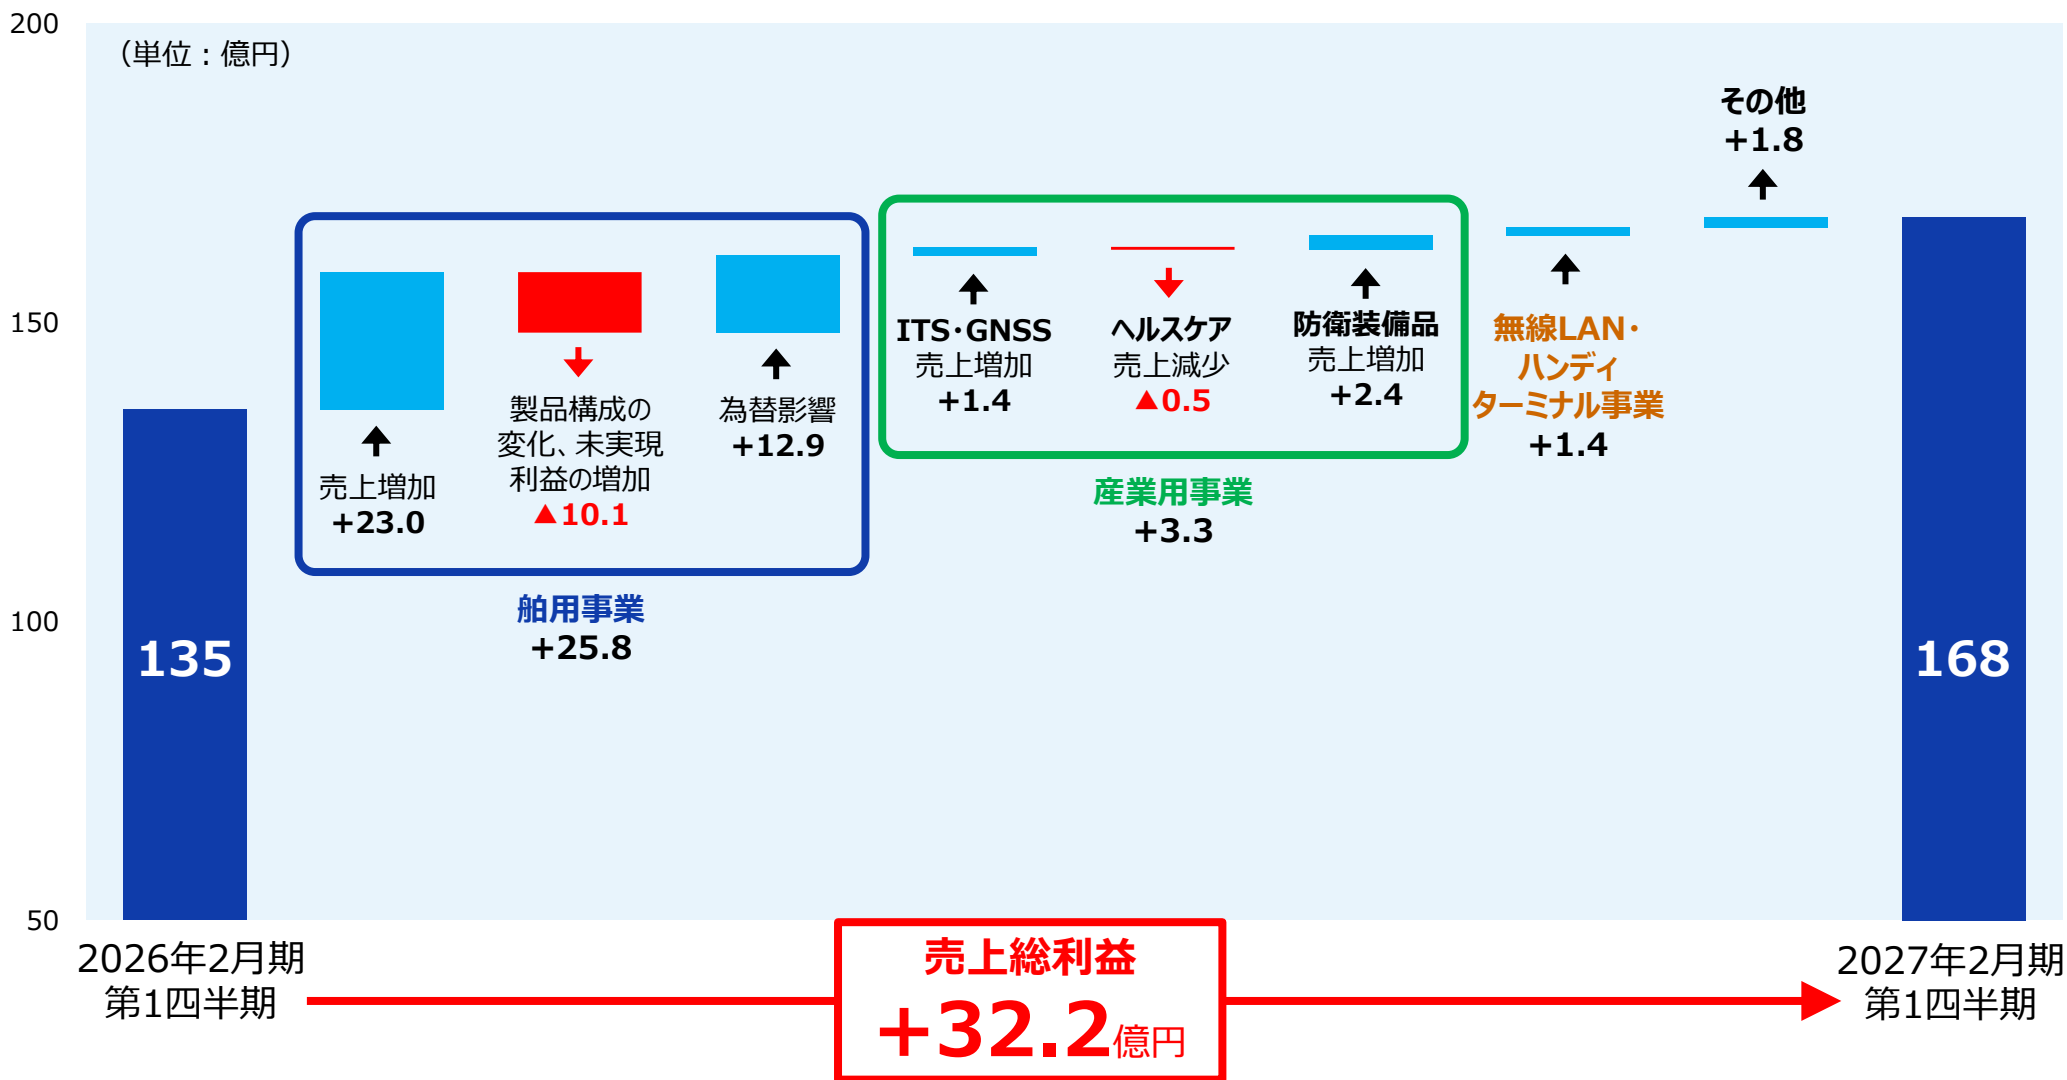 200
150
100
50
（単位：億円）
135
売上増加
+23.0
製品構成の
変化、未実現
利益の増加
▲10.1
為替影響
+12.9
舶用事業
+25.8
ITS・GNSS
売上増加
+1.4
ヘルスケア
売上減少
▲0.5
防衛装備品
売上増加
+2.4
産業用事業
+3.3
無線LAN・
ハンディ
ターミナル事業
+1.4
その他
+1.8
168
2026年2月期
第1四半期
売上総利益
+32.2億円
2027年2月期
第1四半期